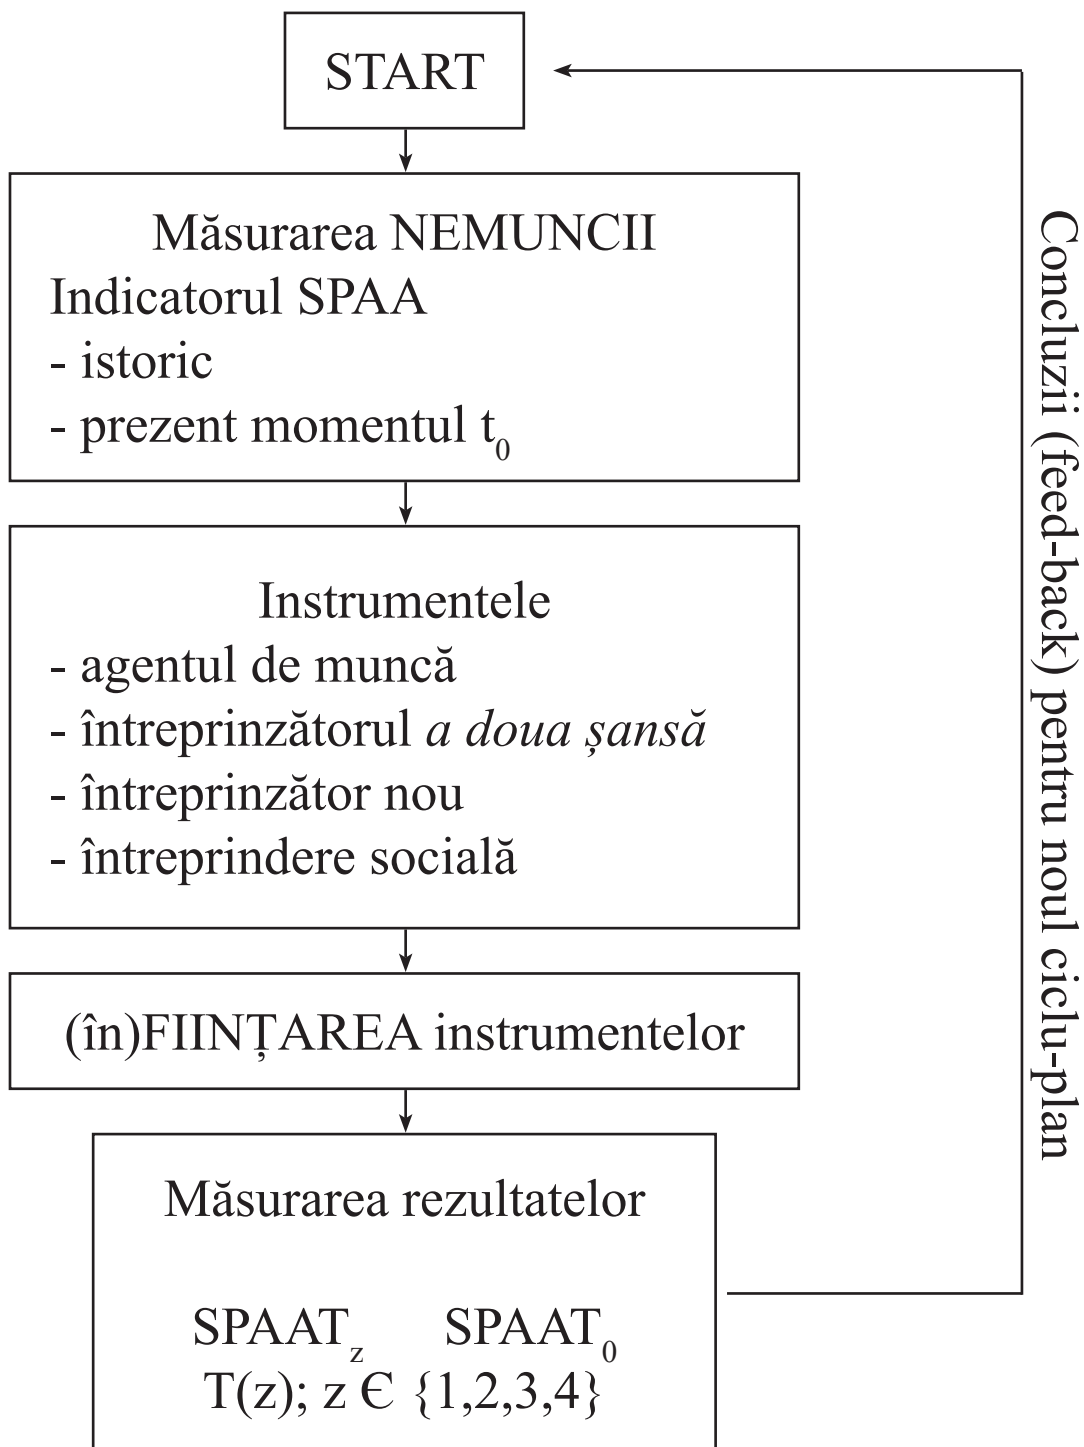 START
Măsurarea NEMUNCII
Indicatorul SPAA
- istoric
- prezent momentul t₀
Instrumentele
- agentul de muncă
- întreprinzătorul a doua șansă
- întreprinzător nou
- întreprindere socială
(în)FIINȚAREA instrumentelor
Măsurarea rezultatelor
SPAAT_z SPAAT₀
T(z); z Є {1,2,3,4}
Concluzii (feed-back) pentru noul ciclu-plan